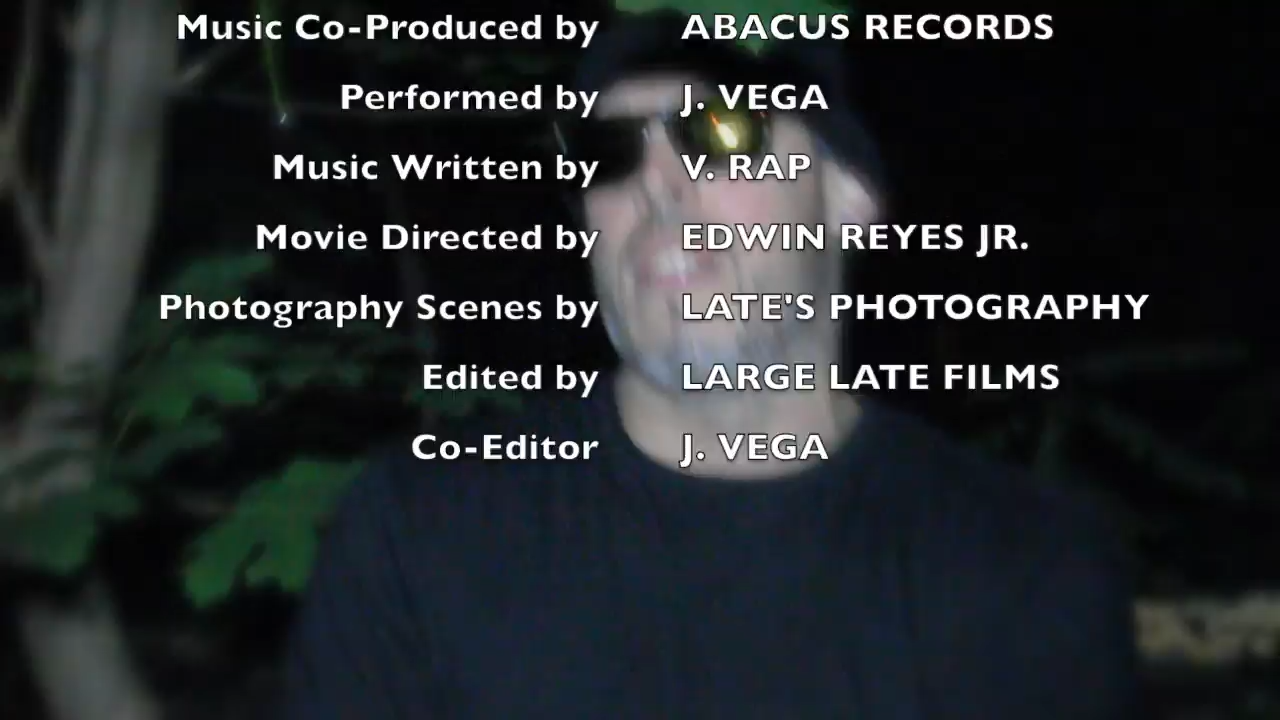 Music Co-Produced by ABACUS RECORDS
Performed by J. VEGA
Music Written by V. RAP
Movie Directed by EDWIN REYES JR.
Photography Scenes by LATE'S PHOTOGRAPHY
Edited by LARGE LATE FILMS
Co-Editor J. VEGA